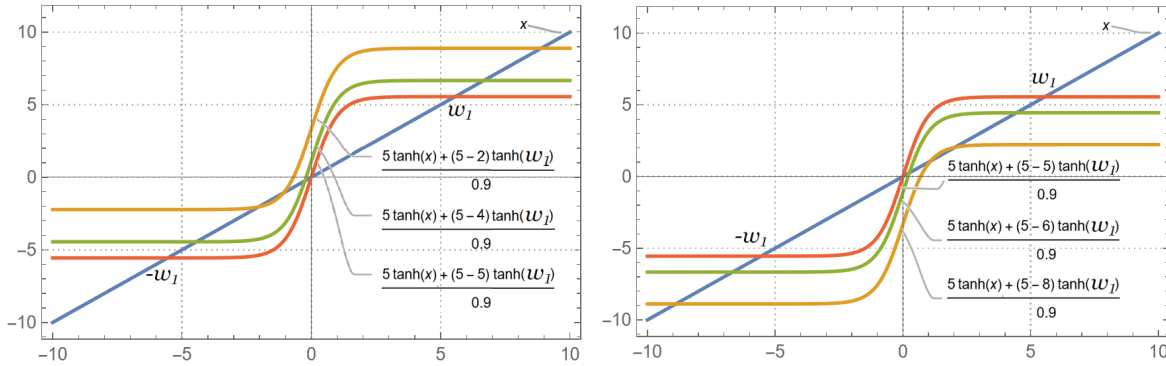 10
5
0
−5
−10
−10
−5
0
5
10
x
w₁
-w₁
5 tanh(x) + (5 − 2) tanh(w₁)
0.9
5 tanh(x) + (5 − 4) tanh(w₁)
0.9
5 tanh(x) + (5 − 5) tanh(w₁)
0.9
10
5
0
−5
−10
−10
−5
0
5
10
x
w₁
-w₁
5 tanh(x) + (5 − 5) tanh(w₁)
0.9
5 tanh(x) + (5 − 6) tanh(w₁)
0.9
5 tanh(x) + (5 − 8) tanh(w₁)
0.9